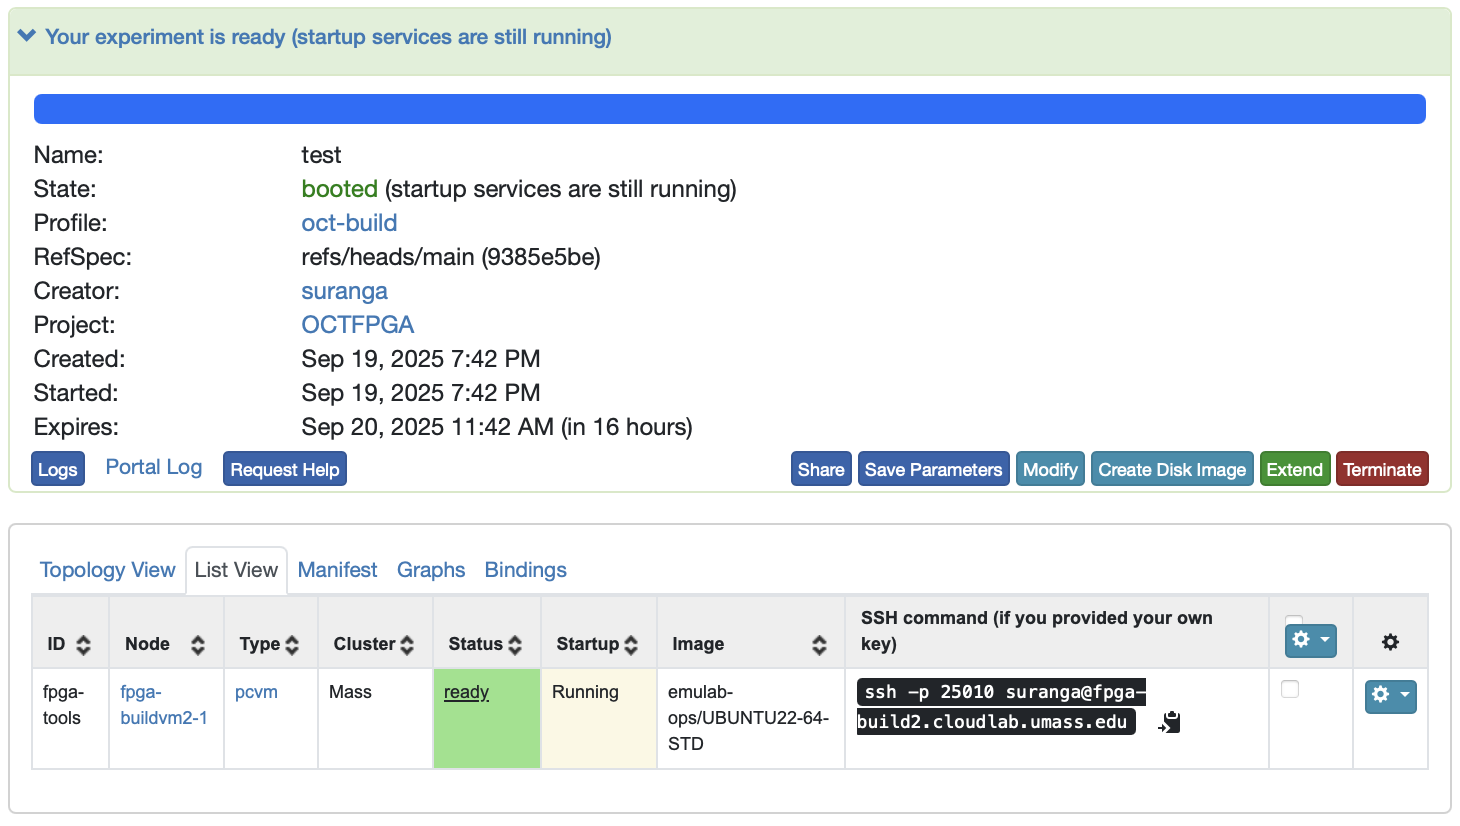 Your experiment is ready (startup services are still running)
Name: test
State: booted (startup services are still running)
Profile: oct-build
RefSpec: refs/heads/main (9385e5be)
Creator: suranga
Project: OCTFPGA
Created: Sep 19, 2025 7:42 PM
Started: Sep 19, 2025 7:42 PM
Expires: Sep 20, 2025 11:42 AM (in 16 hours)
Logs Portal Log Request Help Share Save Parameters Modify Create Disk Image Extend Terminate
Topology View List View Manifest Graphs Bindings
ID Node Type Cluster Status Startup Image SSH command (if you provided your own
key)
fpga-
tools
fpga-
buildvm2-1
pcvm
Mass
ready
Running
emulab-
ops/UBUNTU22-64-
STD
ssh -p 25010 suranga@fpga-
build2.cloudlab.umass.edu